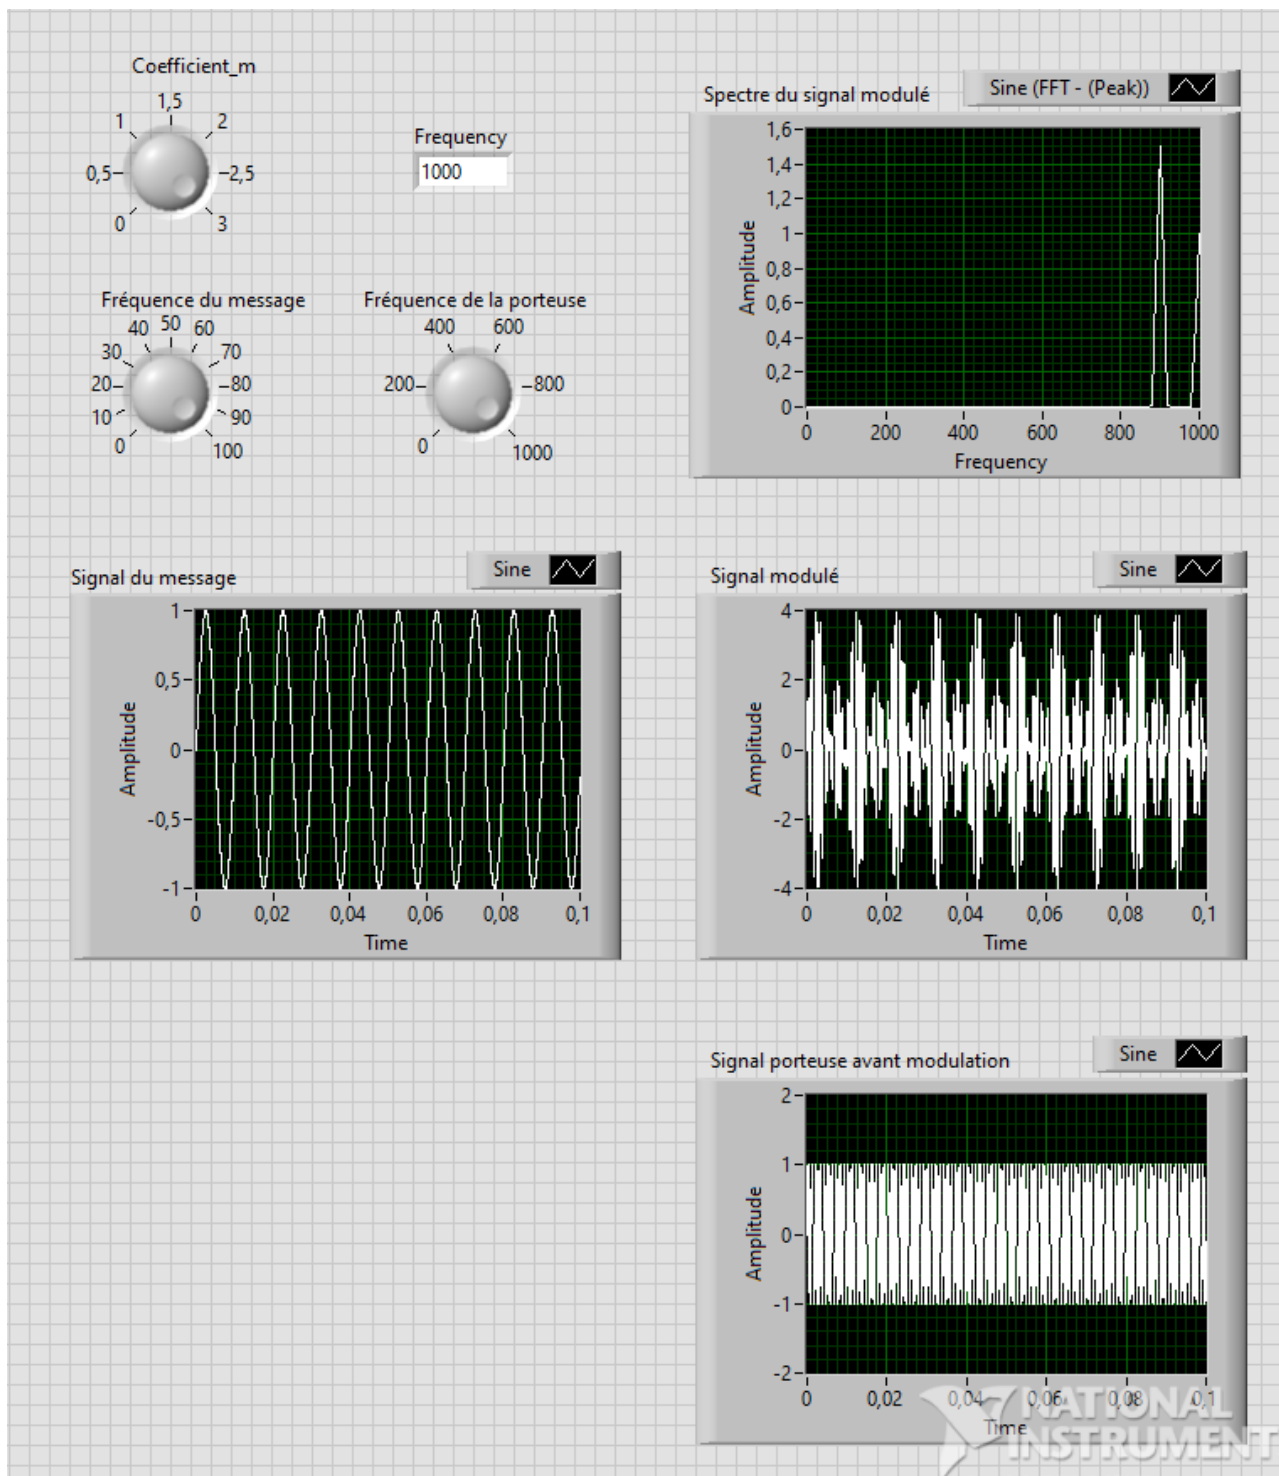 Coefficient_m
1,5
1
2
0,5
2,5
0
3
Frequency
1000
Fréquence du message
50
40
60
30
70
20
80
10
90
0
100
Fréquence de la porteuse
400
600
200
800
0
1000
Spectre du signal modulé
Sine (FFT - (Peak))
1,6
1,4
1,2
1
0,8
0,6
0,4
0,2
0
Amplitude
0 200 400 600 800 1000
Frequency
Signal du message
Sine
1
0,5
0
-0,5
-1
Amplitude
0 0,02 0,04 0,06 0,08 0,1
Time
Signal modulé
Sine
4
2
0
-2
-4
Amplitude
0 0,02 0,04 0,06 0,08 0,1
Time
Signal porteuse avant modulation
Sine
2
1
0
-1
-2
Amplitude
0 0,02 0,04 0,06 0,08 0,1
Time
NATIONAL
INSTRUMENT